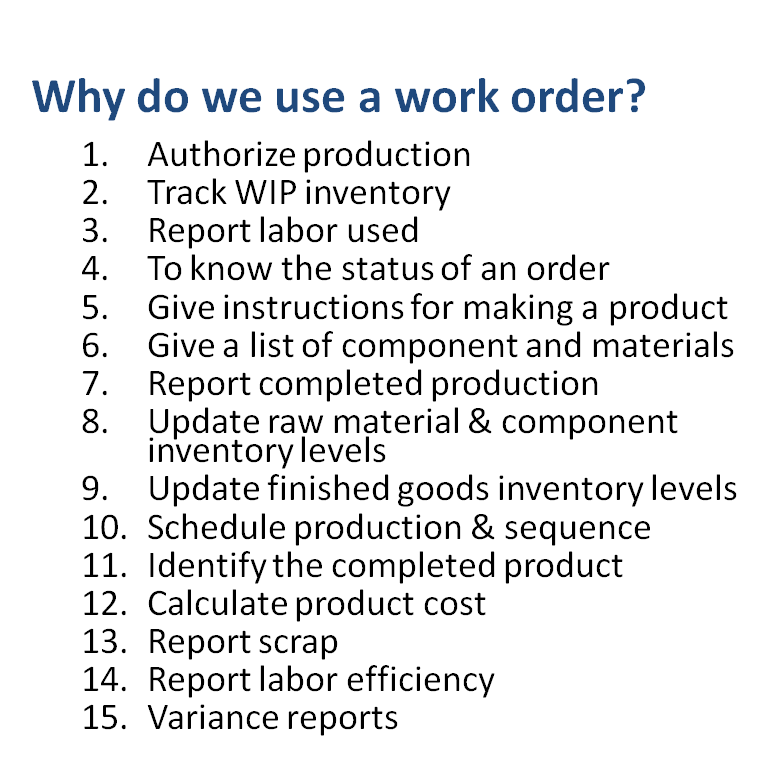 Why do we use a work order?
1. Authorize production
2. Track WIP inventory
3. Report labor used
4. To know the status of an order
5. Give instructions for making a product
6. Give a list of component and materials
7. Report completed production
8. Update raw material & component
inventory levels
9. Update finished goods inventory levels
10. Schedule production & sequence
11. Identify the completed product
12. Calculate product cost
13. Report scrap
14. Report labor efficiency
15. Variance reports